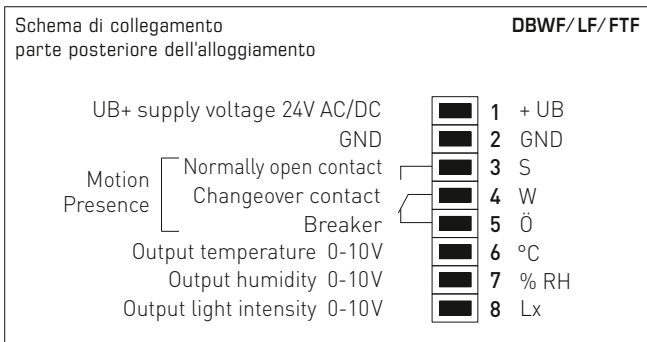 Schema di collegamento DBWF/LF/FTF
parte posteriore dell'alloggiamento
UB+ supply voltage 24V AC/DC 1 + UB
GND 2 GND
Motion Presence
Normally open contact 3 S
Changeover contact 4 W
Breaker 5 Ö
Output temperature 0-10V 6 °C
Output humidity 0-10V 7 % RH
Output light intensity 0-10V 8 Lx